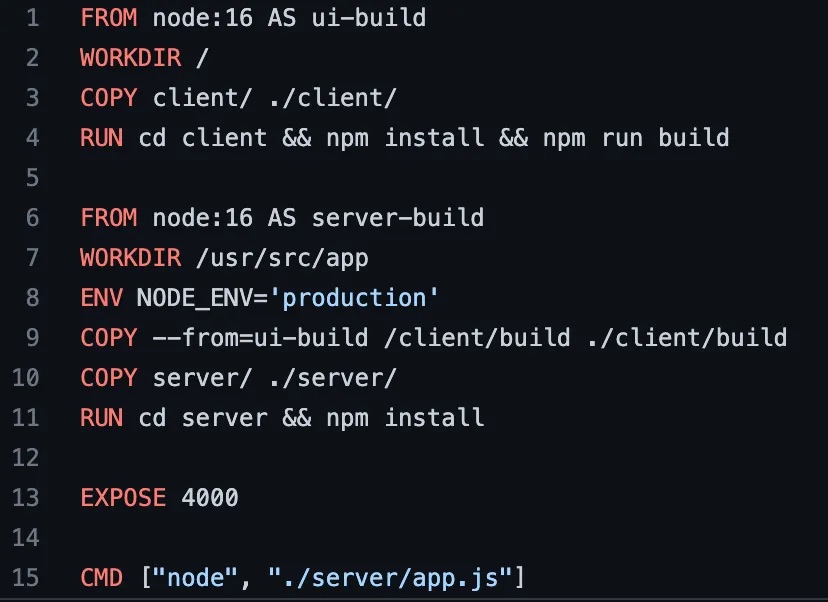 1 FROM node:16 AS ui-build
2 WORKDIR /
3 COPY client/ ./client/
4 RUN cd client && npm install && npm run build
5
6 FROM node:16 AS server-build
7 WORKDIR /usr/src/app
8 ENV NODE_ENV='production'
9 COPY --from=ui-build /client/build ./client/build
10 COPY server/ ./server/
11 RUN cd server && npm install
12
13 EXPOSE 4000
14
15 CMD ["node", "./server/app.js"]